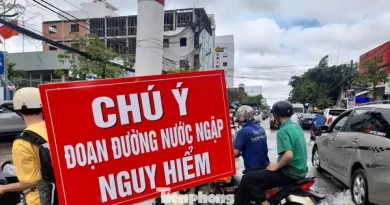 CHÚ Ý
ĐOẠN ĐƯỜNG NƯỚC NGẬP
NGUY HIỂM
TienPhong